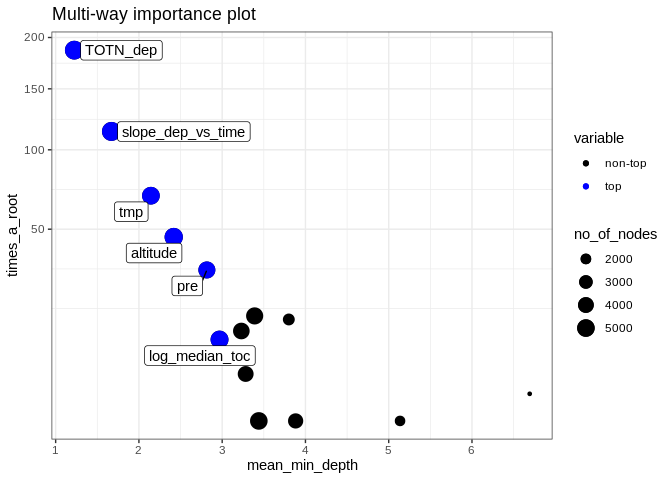 Multi-way importance plot
200
150
100
50
times_a_root
TOTN_dep
slope_dep_vs_time
tmp
altitude
pre
log_median_toc
1 2 3 4 5 6
mean_min_depth
variable
non-top
top
no_of_nodes
2000
3000
4000
5000